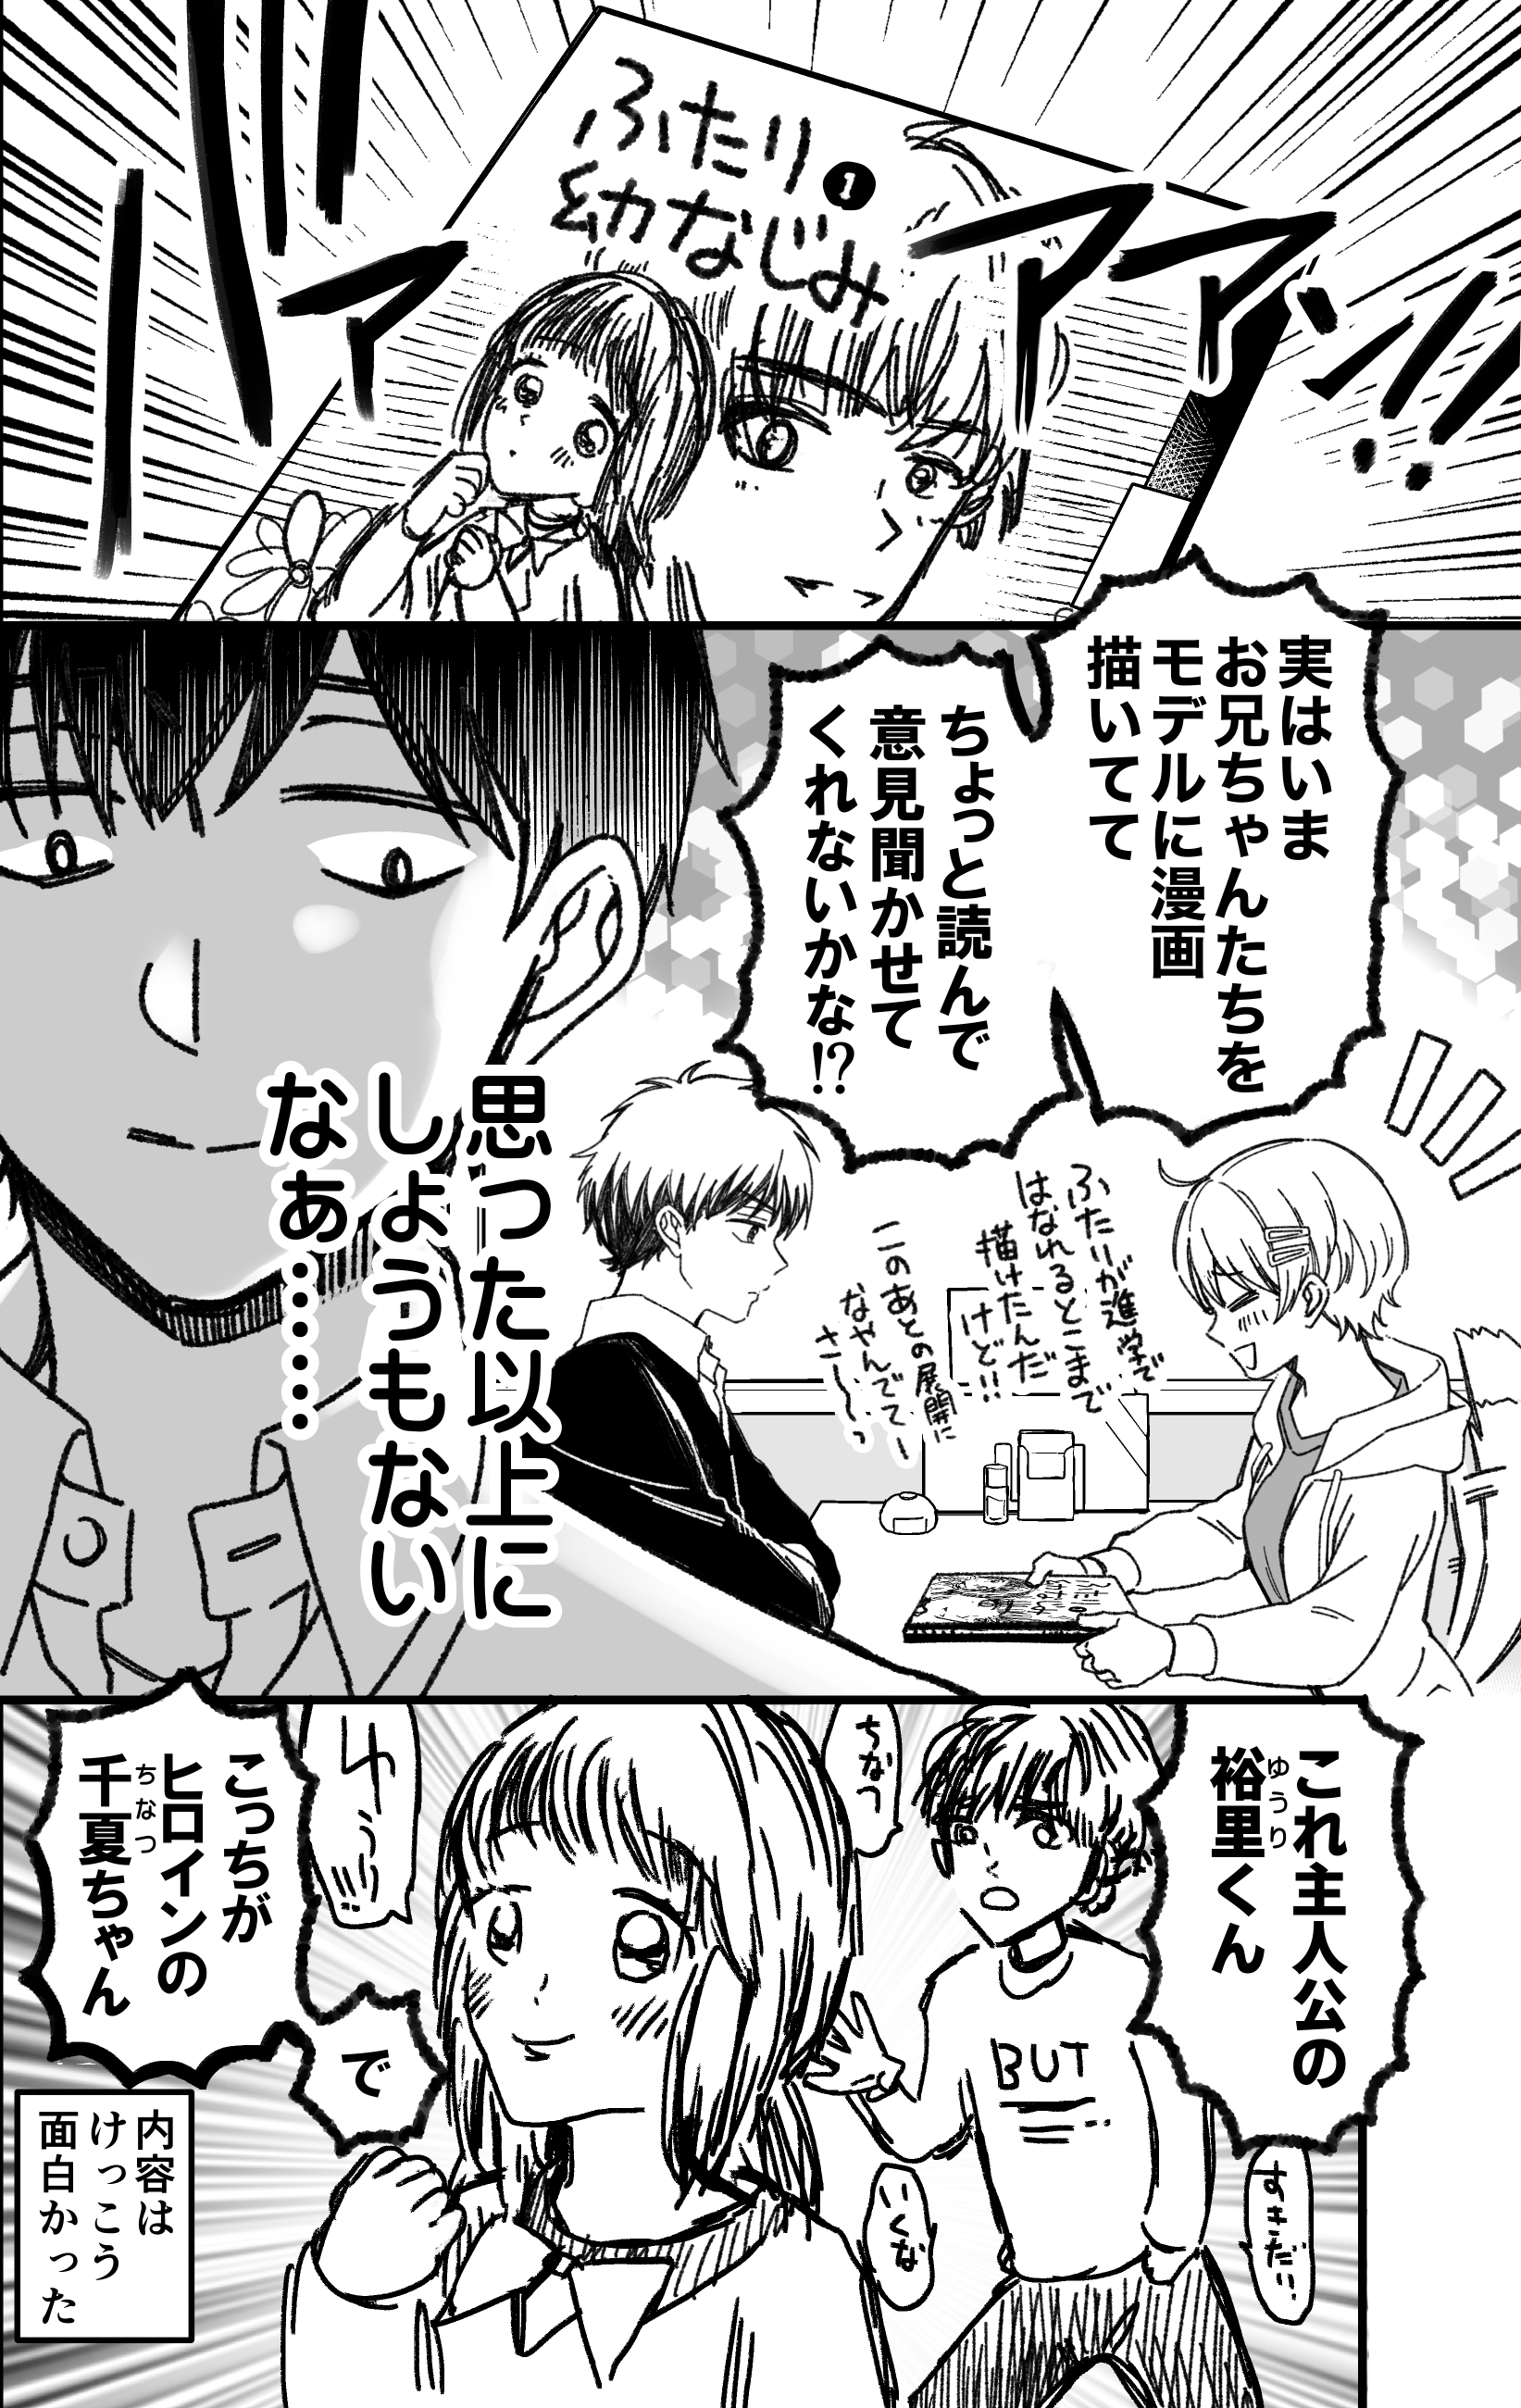 ババアアアン!!
ふたり
幼なじみ
1
実はいま
お兄ちゃんたちを
モデルに漫画
描いてて
ちょっと読んで
意見聞かせて
くれないかな!?
ふたりが進学で
はなれるとこまで
描けたんだ
けど!!
このあとの展開に
なやんでてー
さーーっ
思った以上に
しょうもない
なぁ……
これ主人公の
裕里くん
ゆうり
ちなつ
すきだ!!
いくな
BUT
ゆうり
こっちが
ヒロインの
千夏ちゃん
ちなつ
で
内容は
けっこう
面白かった